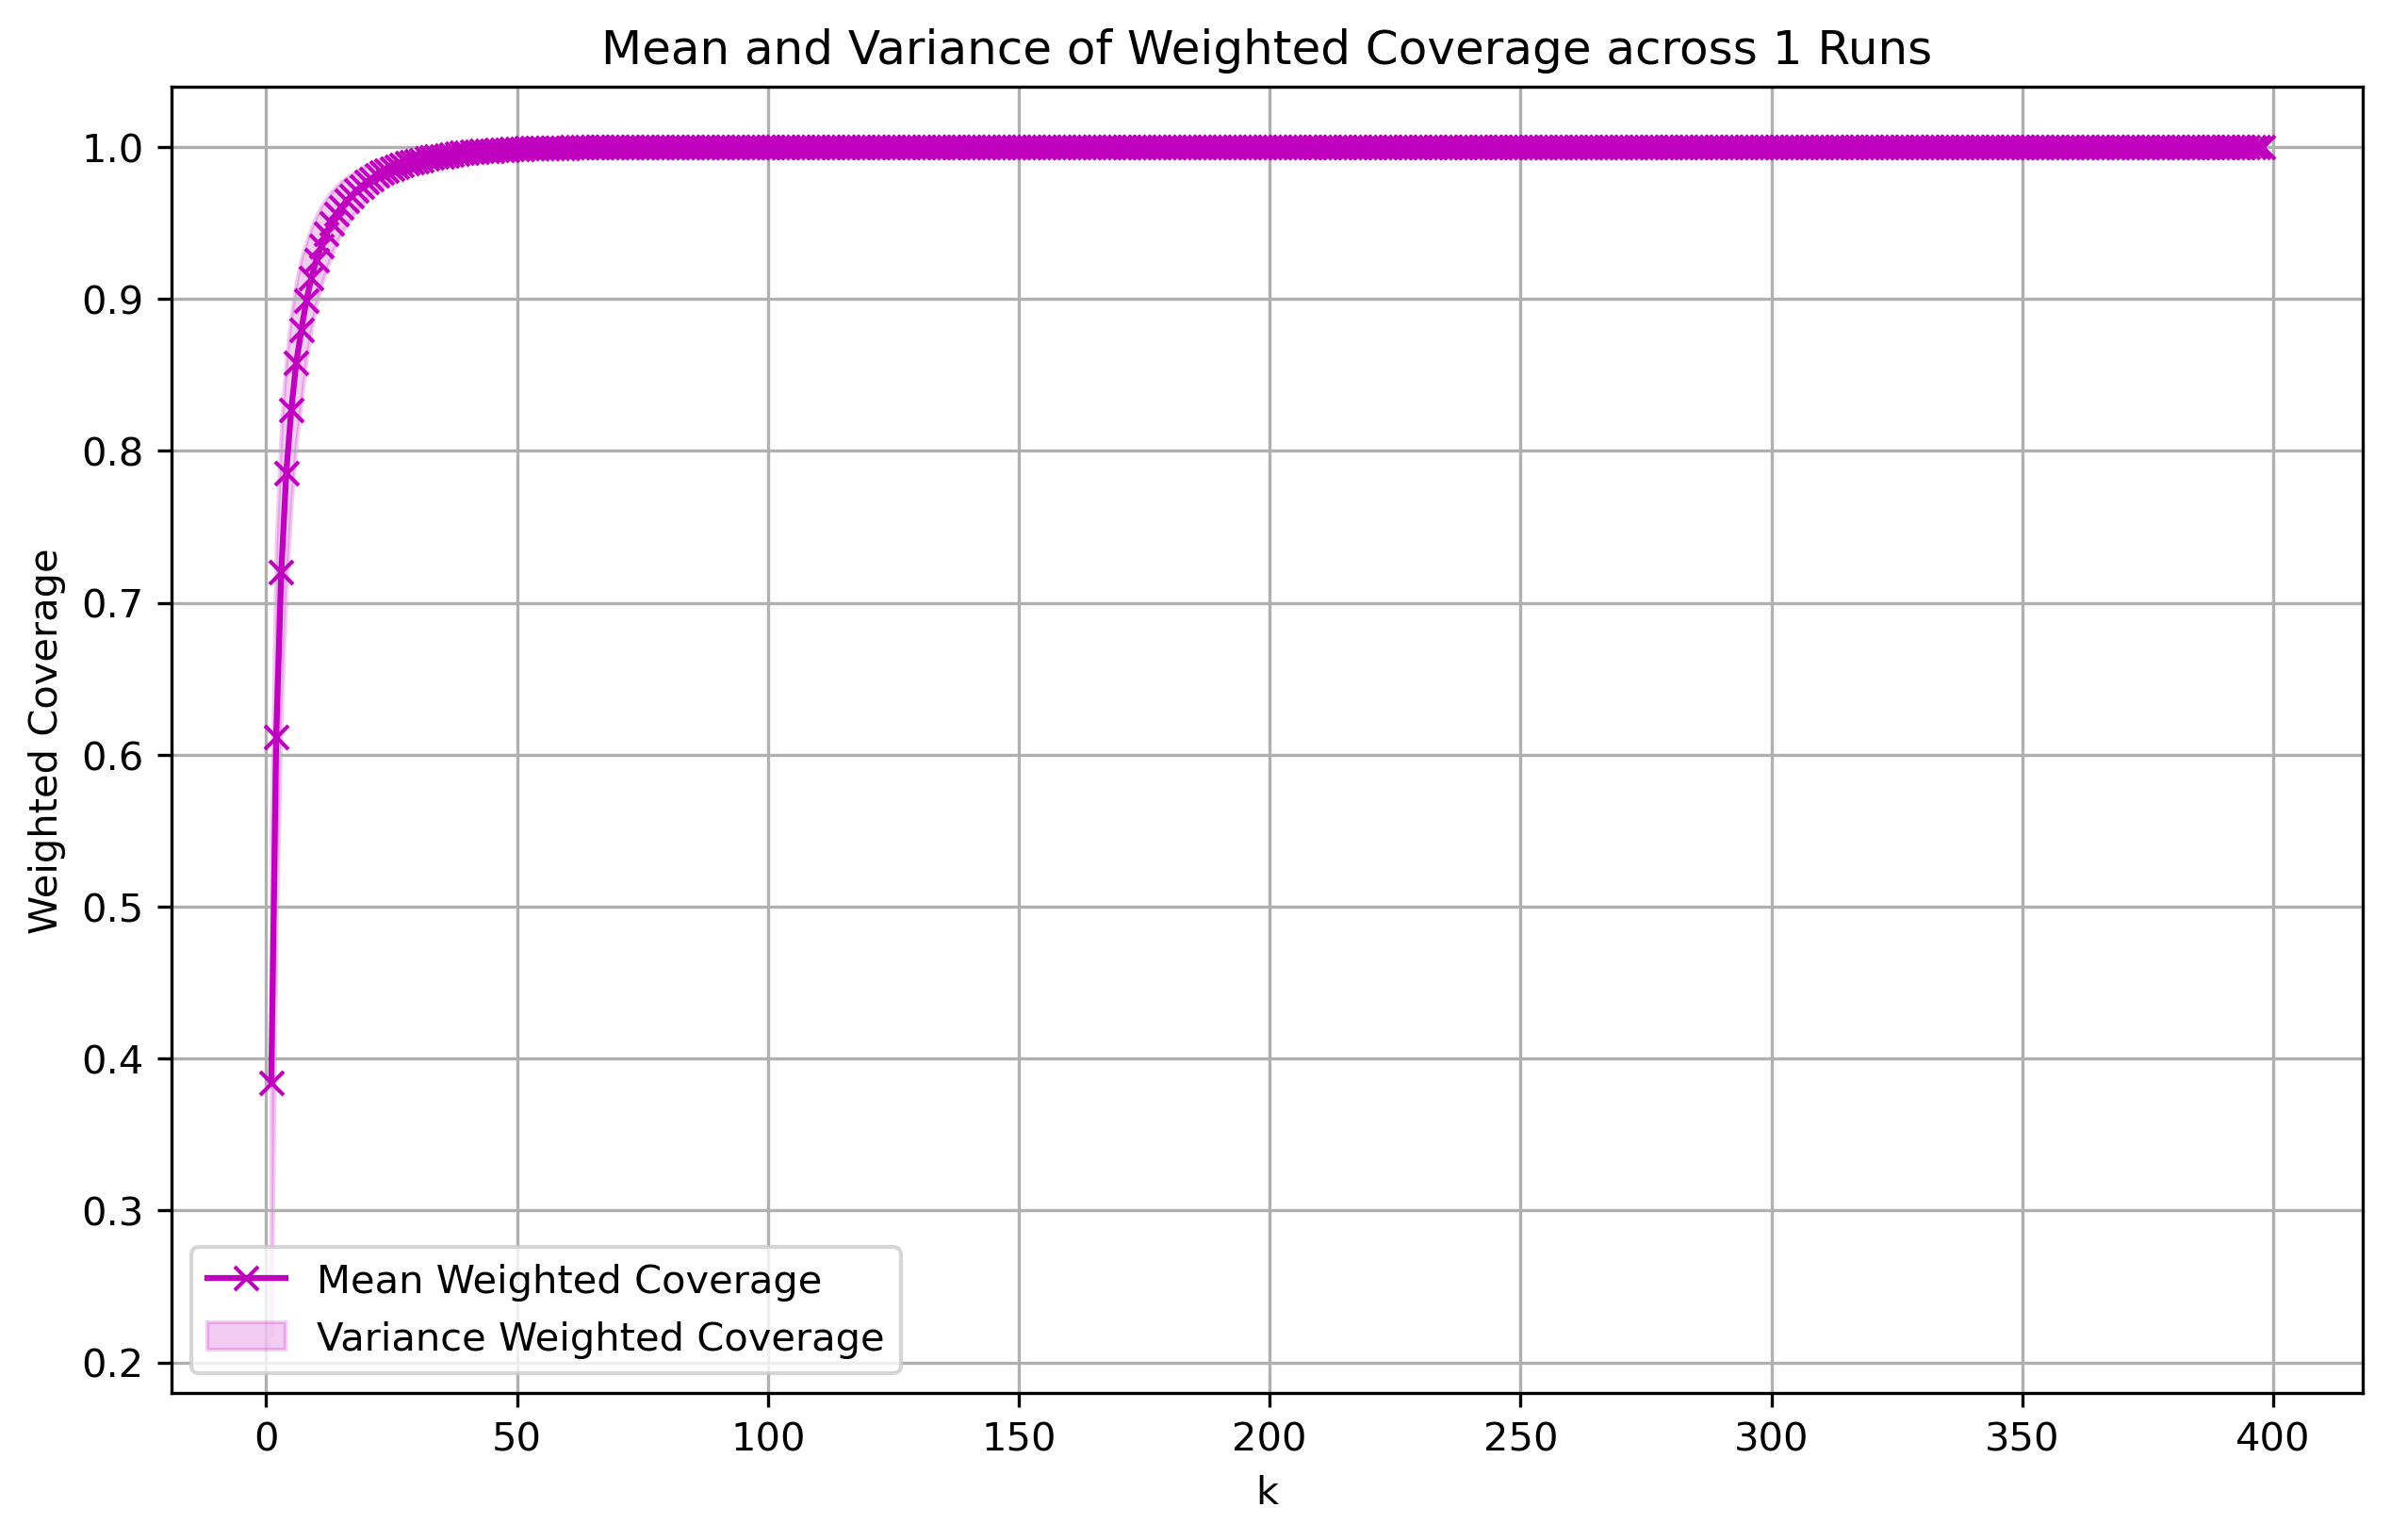 Mean and Variance of Weighted Coverage across 1 Runs
1.0
0.9
0.8
0.7
0.6
0.5
0.4
0.3
0.2
Weighted Coverage
Mean Weighted Coverage
Variance Weighted Coverage
0 50 100 150 200 250 300 350 400
k